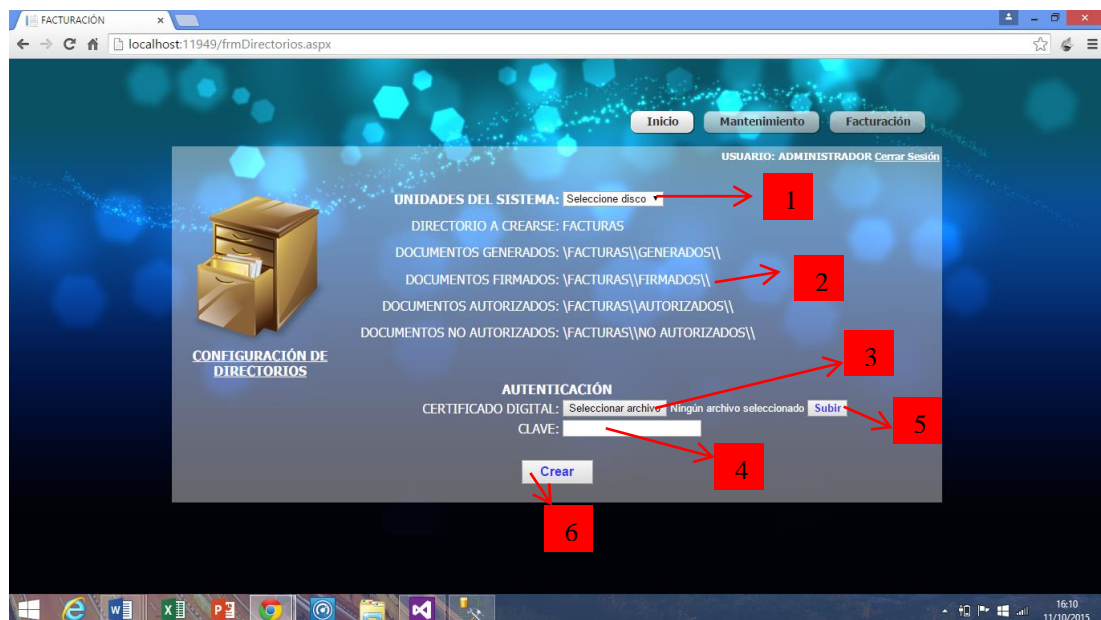 FACTURACIÓN
localhost:11949/frmDirectorios.aspx
Inicio Mantenimiento Facturación
USUARIO: ADMINISTRADOR Cerrar Sesión
UNIDADES DEL SISTEMA: Seleccione disco 1
DIRECTORIO A CREARSE: FACTURAS
DOCUMENTOS GENERADOS: \FACTURAS\\GENERADOS\\
DOCUMENTOS FIRMADOS: \FACTURAS\\FIRMADOS\\ 2
DOCUMENTOS AUTORIZADOS: \FACTURAS\\AUTORIZADOS\\
DOCUMENTOS NO AUTORIZADOS: \FACTURAS\\NO AUTORIZADOS\\
CONFIGURACIÓN DE
DIRECTORIOS
3
AUTENTICACIÓN
CERTIFICADO DIGITAL: Seleccionar archivo Ningún archivo seleccionado Subir 5
CLAVE:
4
Crear
6
16:10
11/10/2015